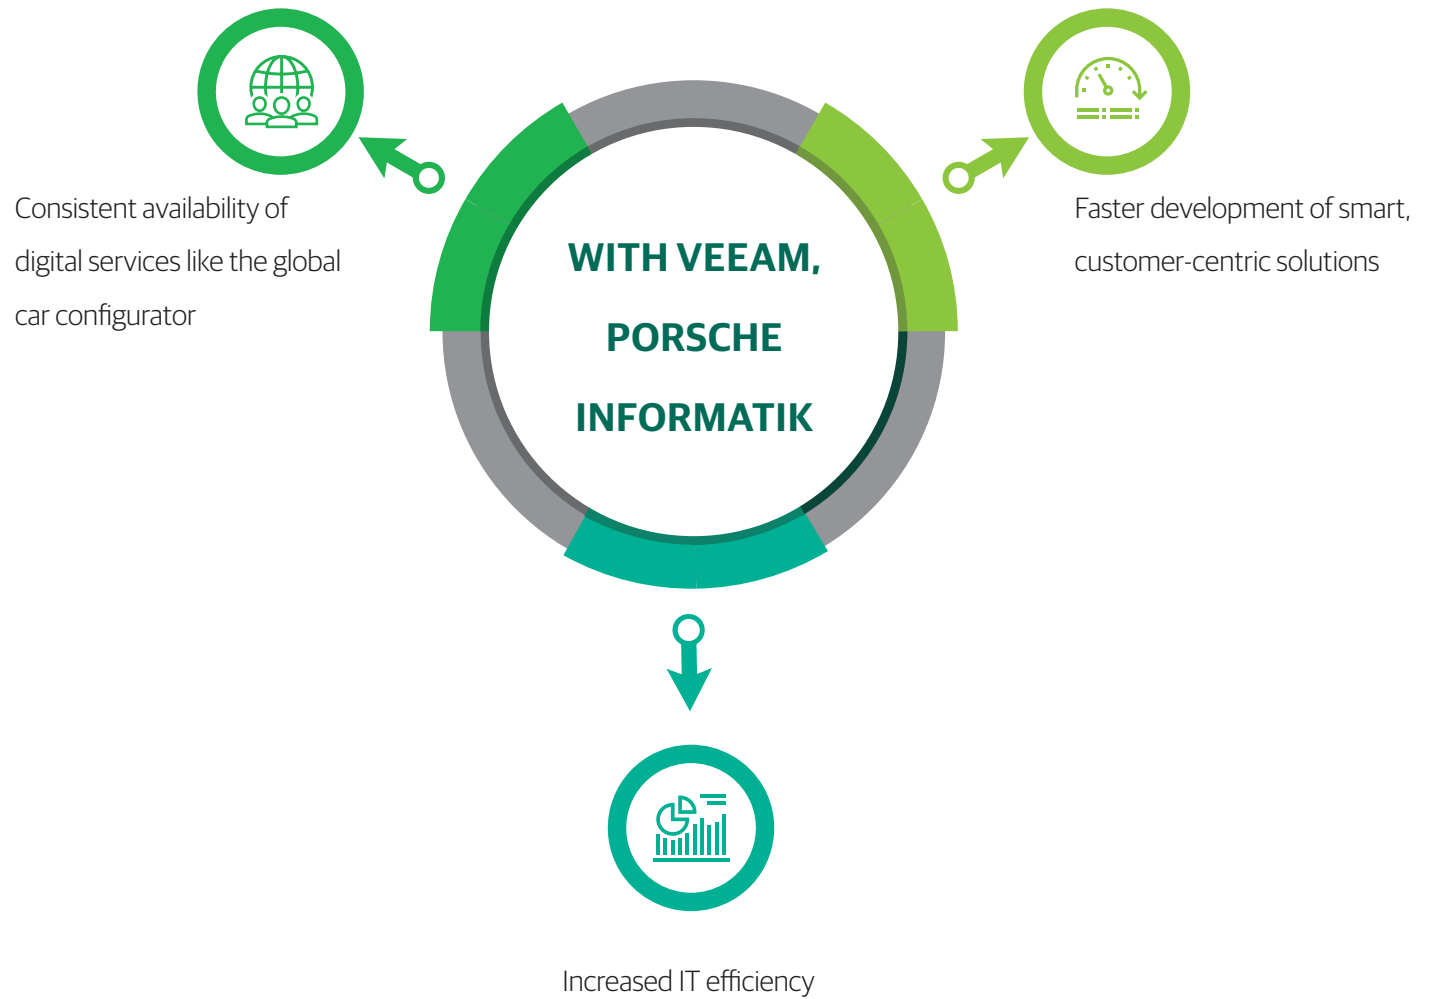 WITH VEEAM,
PORSCHE
INFORMATIK
Consistent availability of
digital services like the global
car configurator
Faster development of smart,
customer-centric solutions
Increased IT efficiency